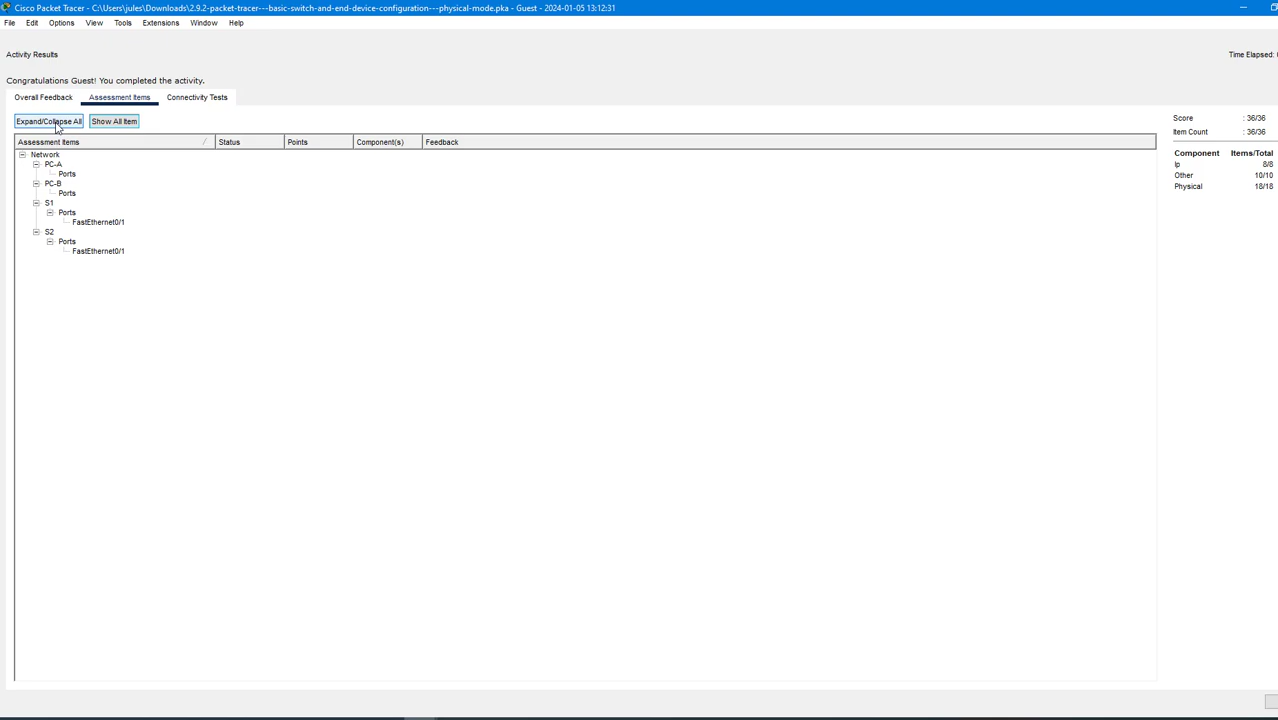 Cisco Packet Tracer - C:\Users\jules\Downloads\2.9.2-packet-tracer---basic-switch-and-end-device-configuration---physical-mode.pka - Guest - 2024-01-05 13:12:31
File Edit Options View Tools Extensions Window Help
Activity Results
Time Elapsed:
Congratulations Guest! You completed the activity.
Overall Feedback Assessment Items Connectivity Tests
Expand/Collapse All Show All Item
Score : 36/36
Item Count : 36/36
Assessment Items Status Points Component(s) Feedback
Component Items/Total
Ip 8/8
Other 10/10
Physical 18/18
Network
PC-A
Ports
PC-B
Ports
S1
Ports
FastEthernet0/1
S2
Ports
FastEthernet0/1